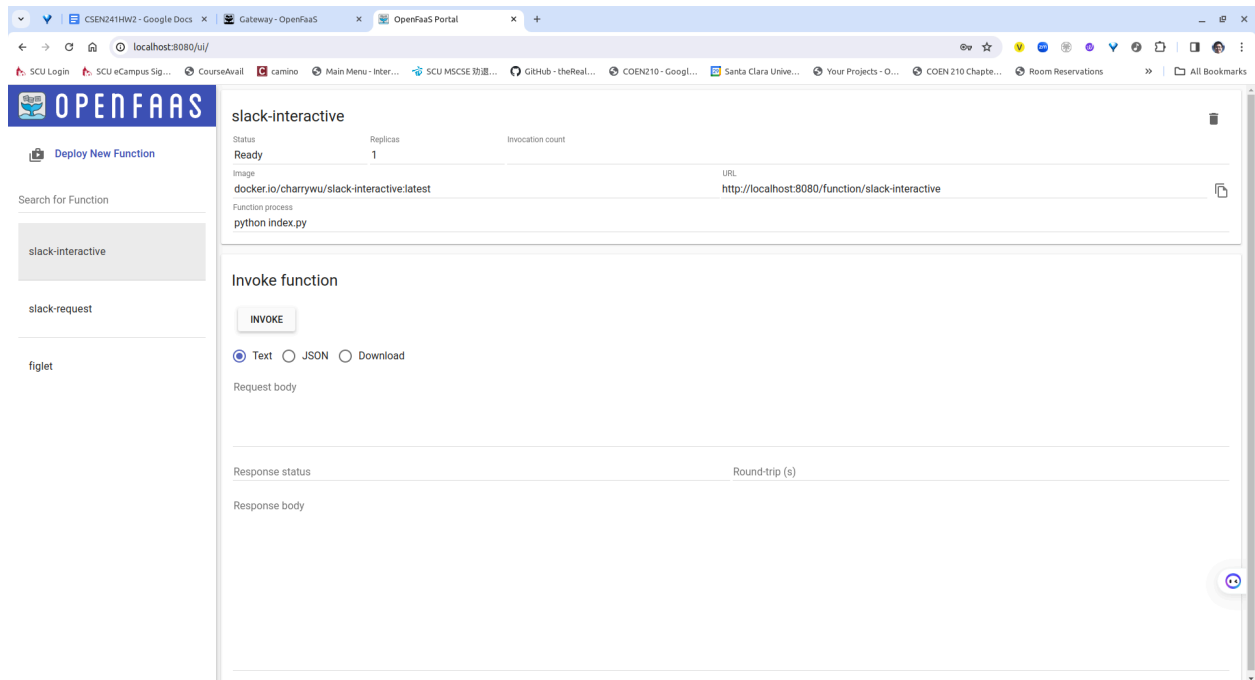 CSEN241HW2 - Google Docs
Gateway - OpenFaaS
OpenFaaS Portal
localhost:8080/ui/
SCU Login
SCU eCampus Sig...
CourseAvail
camino
Main Menu - Inter...
SCU MSCSE 劝退...
GitHub - theReal...
COEN210 - Googl...
Santa Clara Unive...
Your Projects - O...
COEN 210 Chapte...
Room Reservations
»
All Bookmarks
OPENFAAS
Deploy New Function
Search for Function
slack-interactive
slack-request
figlet
slack-interactive
Status Replicas Invocation count
Ready 1
Image URL
docker.io/charrywu/slack-interactive:latest http://localhost:8080/function/slack-interactive
Function process
python index.py
Invoke function
INVOKE
Text JSON Download
Request body
Response status Round-trip (s)
Response body